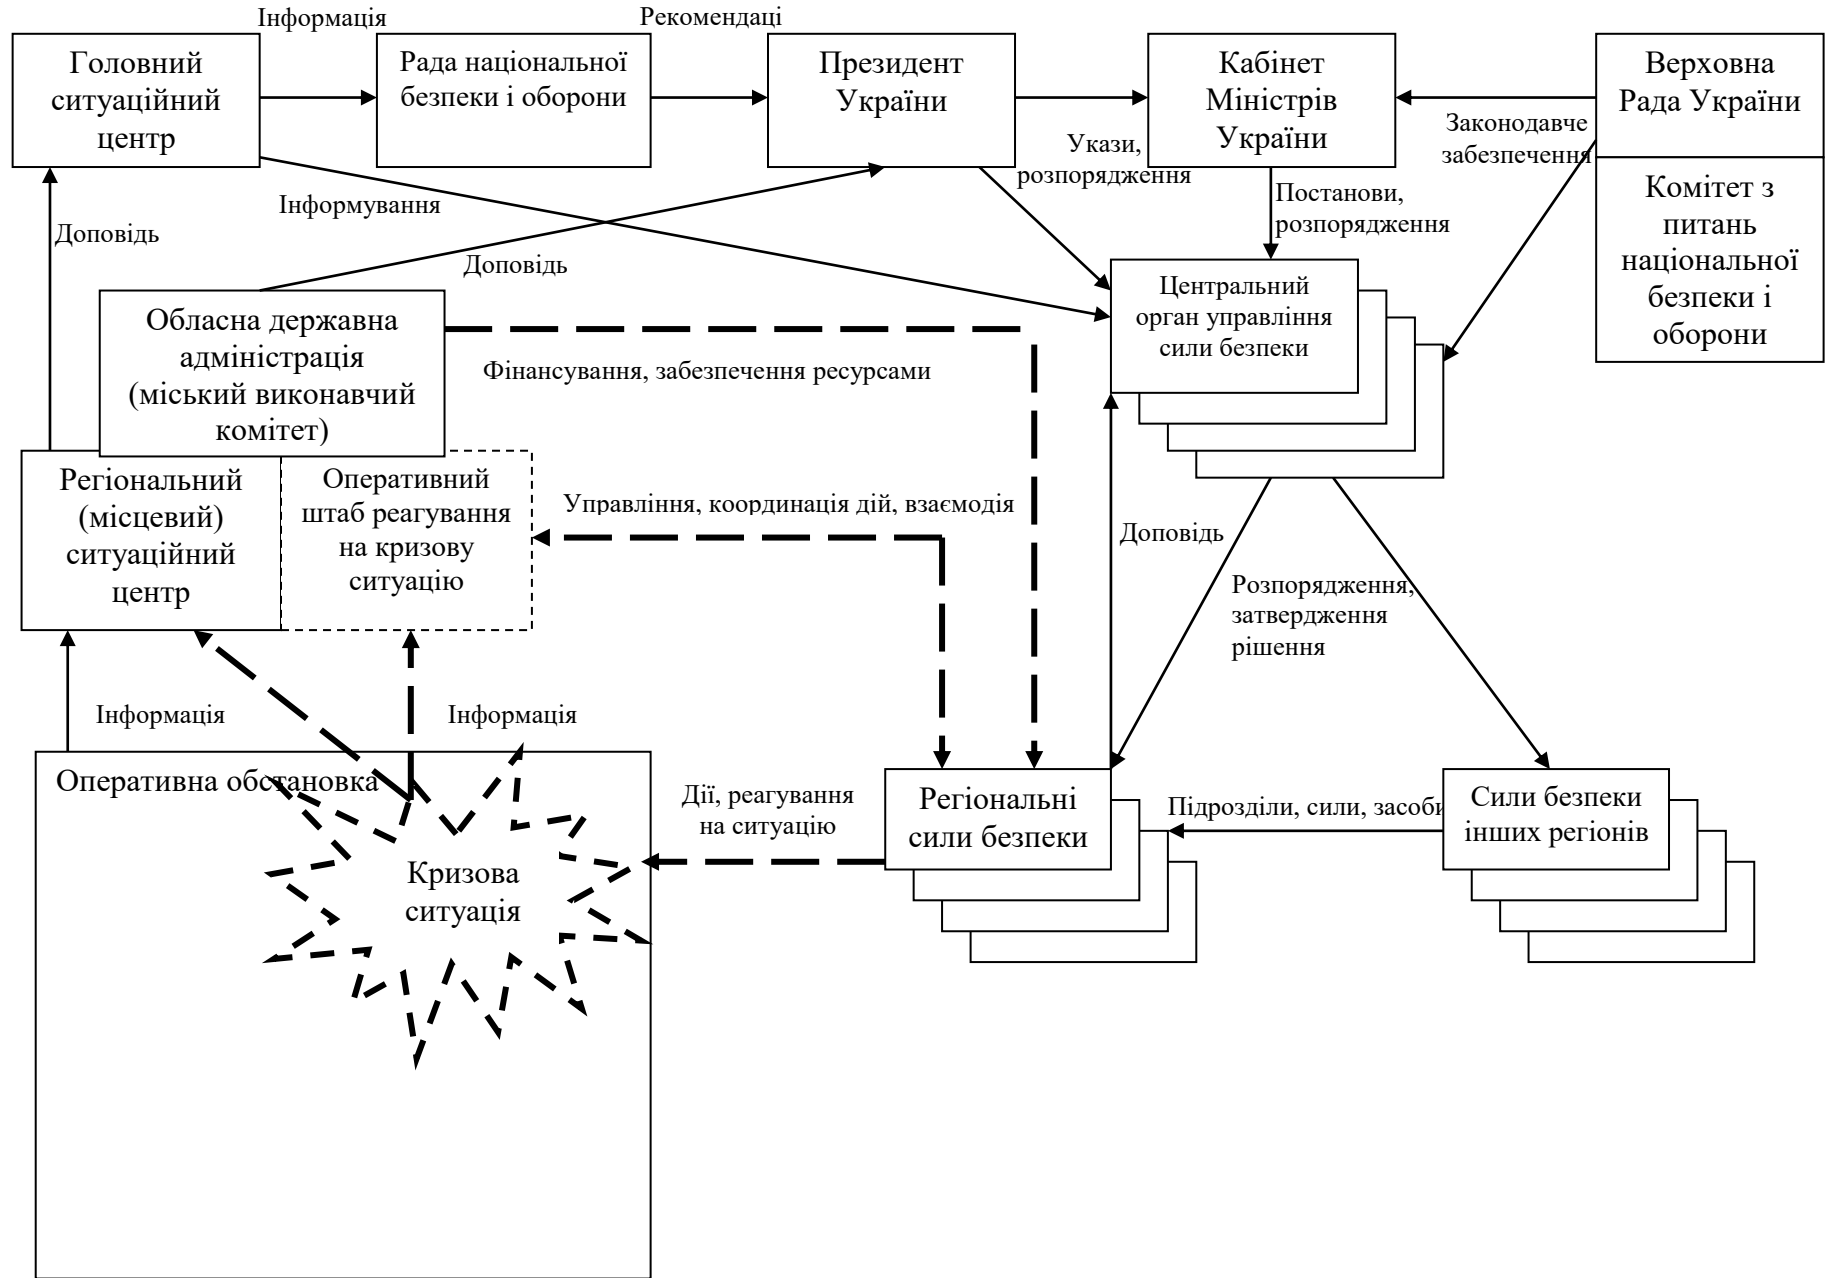 Інформація
Рекомендаці
Головний
ситуаційний
центр
Рада національної
безпеки і оборони
Президент
України
Кабінет
Міністрів
України
Верховна
Рада України
Законодавче
забезпечення
Укази,
розпорядження
Комітет з
питань
національної
безпеки і
оборони
Постанови,
розпорядження
Інформування
Доповідь
Доповідь
Центральний
орган управління
сили безпеки
Обласна державна
адміністрація
(міський виконавчий
комітет)
Фінансування, забезпечення ресурсами
Регіональний
(місцевий)
ситуаційний
центр
Оперативний
штаб реагування
на кризову
ситуацію
Управління, координація дій, взаємодія
Доповідь
Розпорядження,
затвердження
рішення
Інформація
Інформація
Оперативна обстановка
Дії, реагування
на ситуацію
Регіональні
сили безпеки
Підрозділи, сили, засоби
Сили безпеки
інших регіонів
Кризова
ситуація